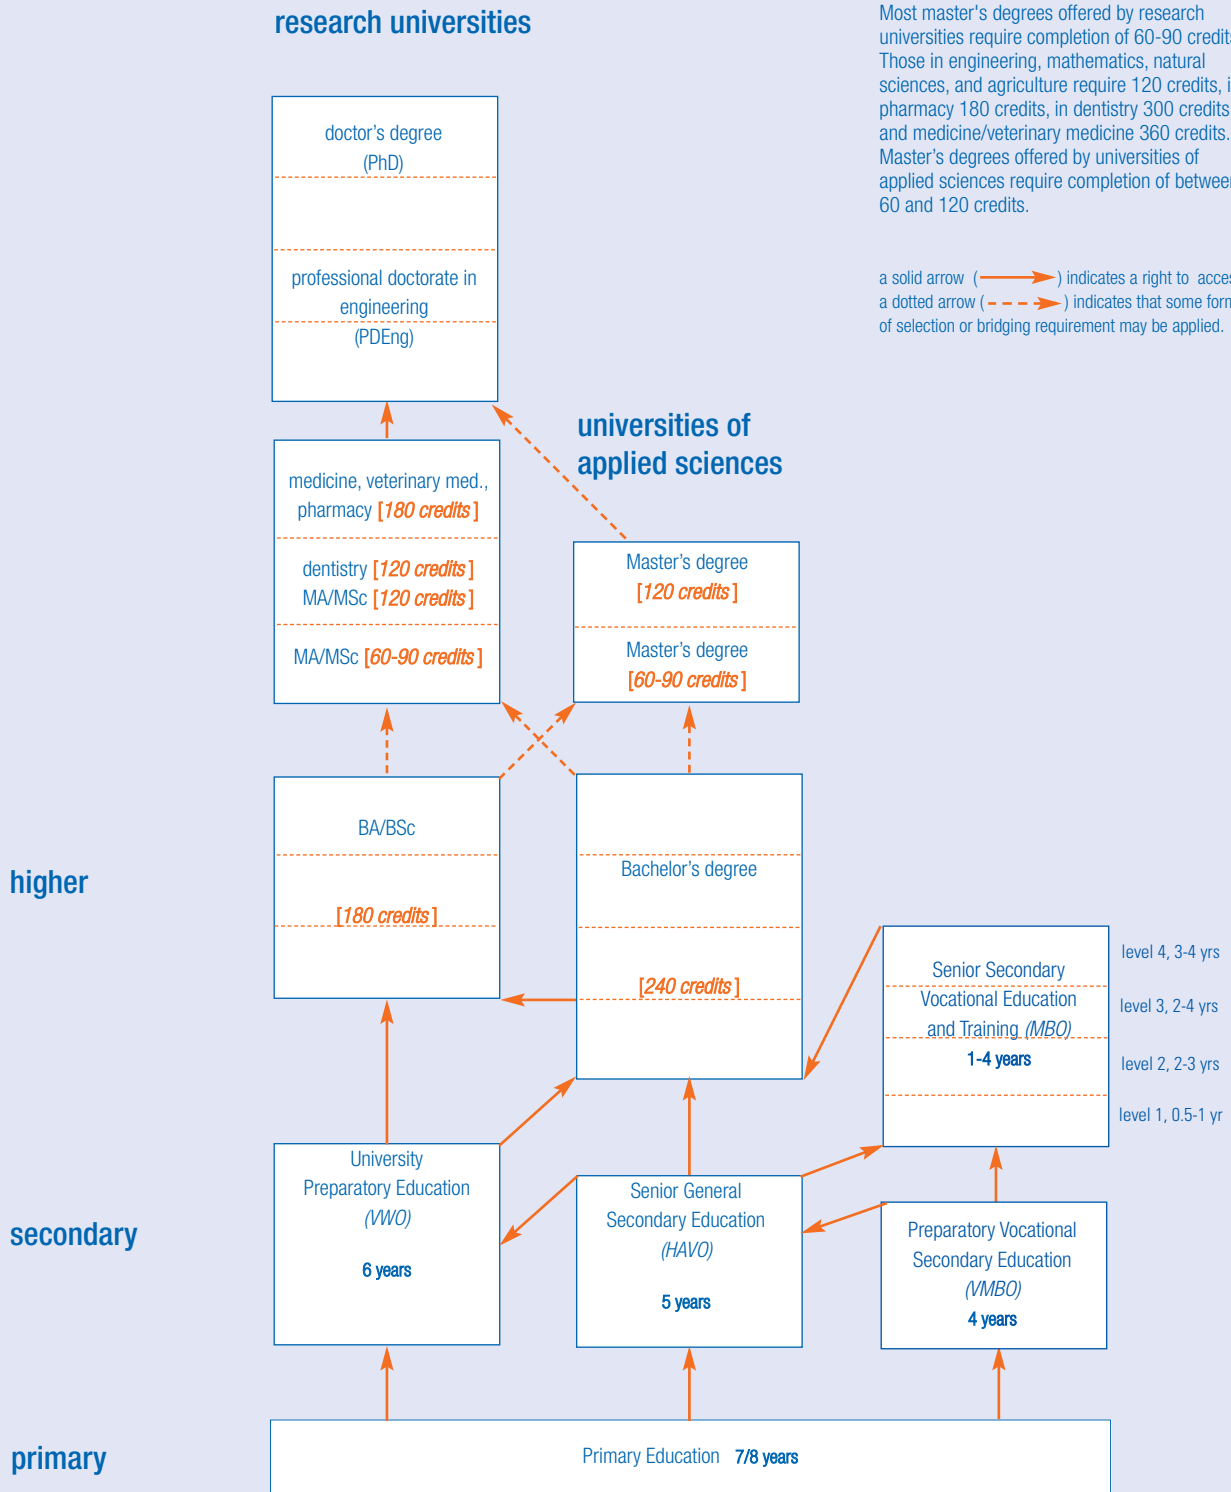 research universities
Most master's degrees offered by research
universities require completion of 60-90 credits
Those in engineering, mathematics, natural
sciences, and agriculture require 120 credits,
pharmacy 180 credits, in dentistry 300 credits
and medicine/veterinary medicine 360 credits.
Master's degrees offered by universities of
applied sciences require completion of between
60 and 120 credits.
a solid arrow ( ) indicates a right to
a dotted arrow ( ) indicates that some form
of selection or bridging requirement may be applied.
doctor's degree
(PhD)
professional doctorate in
engineering
(PDEng)
universities of
applied sciences
medicine, veterinary med.,
pharmacy [180 credits]
dentistry [120 credits]
MA/MSc [120 credits]
MA/MSc [60-90 credits]
Master's degree
[120 credits]
Master's degree
[60-90 credits]
higher
BA/BSc
[180 credits]
Bachelor's degree
[240 credits]
Senior Secondary
Vocational Education
and Training (MBO)
1-4 years
level 4, 3-4 yrs
level 3, 2-4 yrs
level 2, 2-3 yrs
level 1, 0.5-1 yr
secondary
University
Preparatory Education
(VWO)
6 years
Senior General
Secondary Education
(HAVO)
5 years
Preparatory Vocational
Secondary Education
(VMBO)
4 years
primary
Primary Education 7/8 years